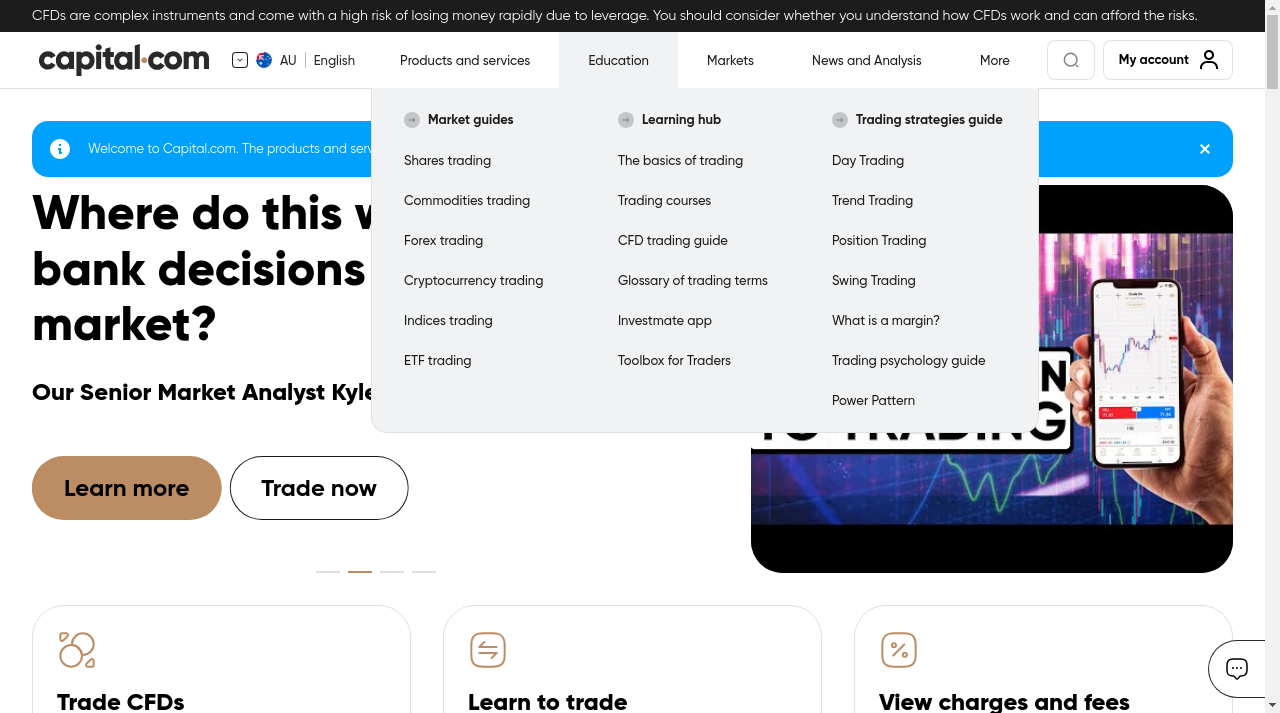 CFDs are complex instruments and come with a high risk of losing money rapidly due to leverage. You should consider whether you understand how CFDs work and can afford the risks.
capital.com
AU
English
Products and services
Education
Markets
News and Analysis
More
My account
Market guides
Shares trading
Commodities trading
Forex trading
Cryptocurrency trading
Indices trading
ETF trading
Learning hub
The basics of trading
Trading courses
CFD trading guide
Glossary of trading terms
Investmate app
Toolbox for Traders
Trading strategies guide
Day Trading
Trend Trading
Position Trading
Swing Trading
What is a margin?
Trading psychology guide
Power Pattern
Welcome to Capital.com. The products and serv
Where do this w
bank decisions
market?
Our Senior Market Analyst Kyle
Learn more
Trade now
Trade CFDs
Learn to trade
View charges and fees